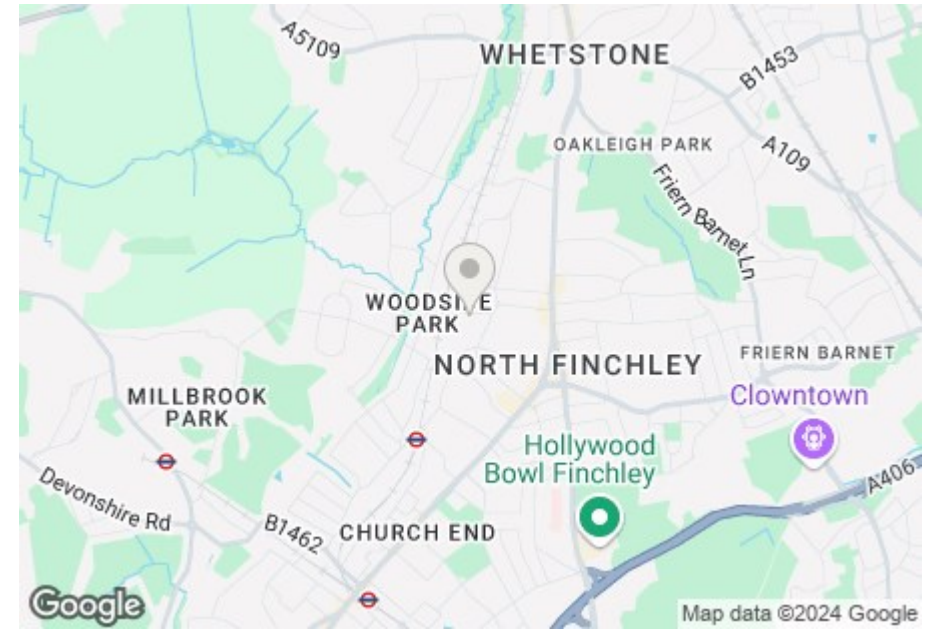 A5109
WHETSTONE
B1453
OAKLEIGH PARK
A109
Friern Barnet Ln
WOODSIDE
PARK
NORTH FINCHLEY
FRIERN BARNET
MILLBROOK
PARK
Clowntown
Hollywood
Bowl Finchley
A406
Devonshire Rd
B1462
CHURCH END
Google
Map data ©2024 Google